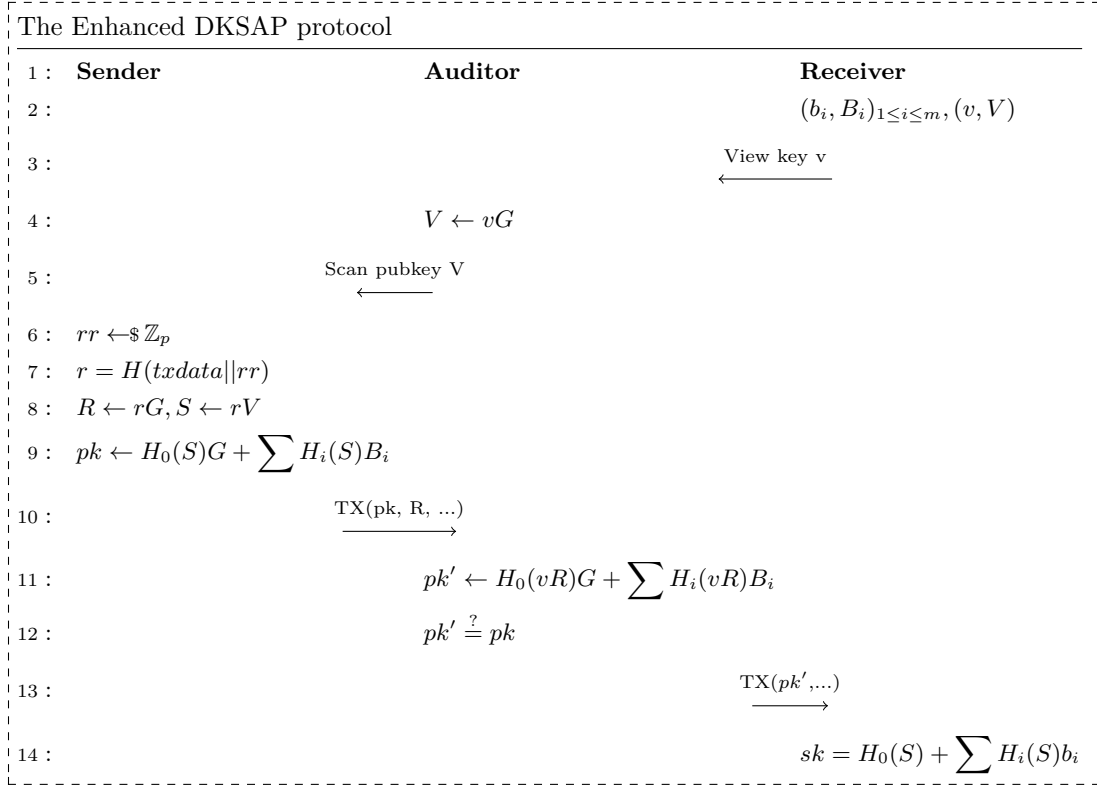 The Enhanced DKSAP protocol
1 : Sender Auditor Receiver
2 : (b_i, B_i)_{1≤i≤m}, (v, V)
3 : View key v
4 : V ← vG
5 : Scan pubkey V
6 : rr ←$ ℤ_p
7 : r = H(txdata||rr)
8 : R ← rG, S ← rV
9 : pk ← H_0(S)G + ∑ H_i(S)B_i
10 : TX(pk, R, ...)
11 : pk′ ← H_0(vR)G + ∑ H_i(vR)B_i
12 : pk′ ≟ pk
13 : TX(pk′,...)
14 : sk = H_0(S) + ∑ H_i(S)b_i